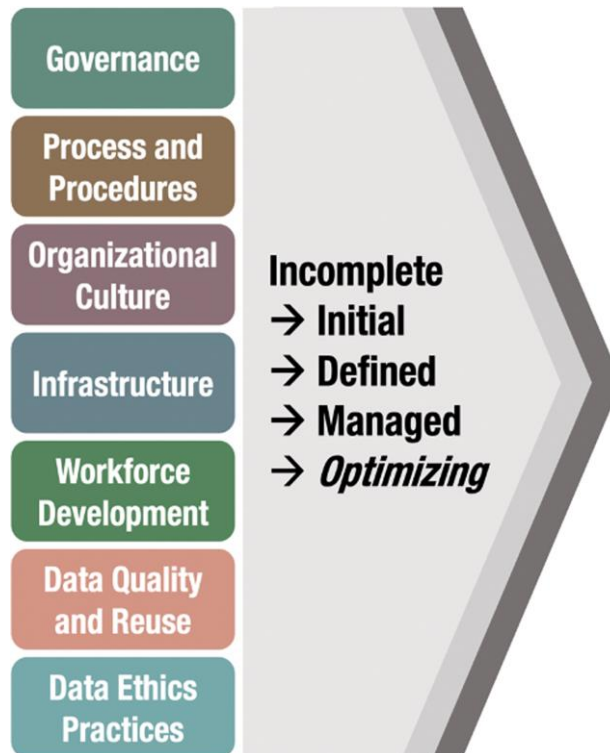 Governance
Process and
Procedures
Organizational
Culture
Infrastructure
Workforce
Development
Data Quality
and Reuse
Data Ethics
Practices
Incomplete
→ Initial
→ Defined
→ Managed
→ Optimizing